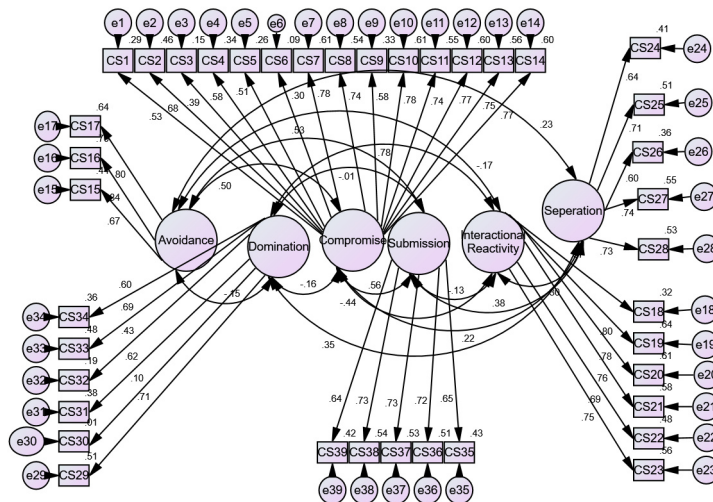 e1 e2 e3 e4 e5 e6 e7 e8 e9 e10 e11 e12 e13 e14
.29 .46 .15 .34 .26 .09 .61 .54 .33 .61 .55 .60 .56 .60
CS1 CS2 CS3 CS4 CS5 CS6 CS7 CS8 CS9 CS10 CS11 CS12 CS13 CS14
.41
CS24 e24
.53 .68 .39 .58 .51 .30 .78 .74 .58 .78 .74 .77 .75 .77
.64
.51
CS25 e25
.23
.71
.36
CS26 e26
.64
e17 CS17
e16 CS16
.80
e15 CS15
.84
.67
.53
.78
-.17
-.01
.50
.60
.55
CS27 e27
.74
.53
CS28 e28
.73
Avoidance
Domination
Compromise
Submission
Interactional
Reactivity
Seperation
-.15
-.16
.56
-.44
-.13
.38
.22
.35
.60
.36
e34 CS34
.69
.48
e33 CS33
.43
.19
e32 CS32
.62
.38
e31 CS31
.10
.01
e30 CS30
.71
.51
e29 CS29
.32
CS18 e18
.80
.64
CS19 e19
.78
.61
CS20 e20
.76
.58
CS21 e21
.69
.48
CS22 e22
.75
.56
CS23 e23
.64 .73 .73 .72 .65
.42 .54 .53 .51 .43
CS39 CS38 CS37 CS36 CS35
e39 e38 e37 e36 e35